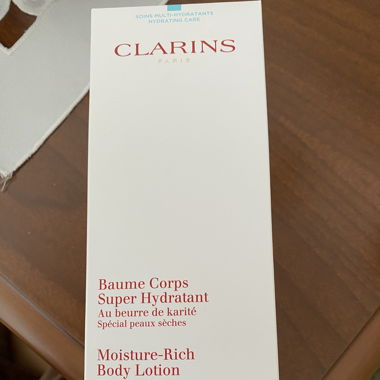 SOINS MULTI-HYDRATANTS
HYDRATING CARE
CLARINS
PARIS
Baume Corps
Super Hydratant
Au beurre de karité
Spécial peaux sèches
Moisture-Rich
Body Lotion